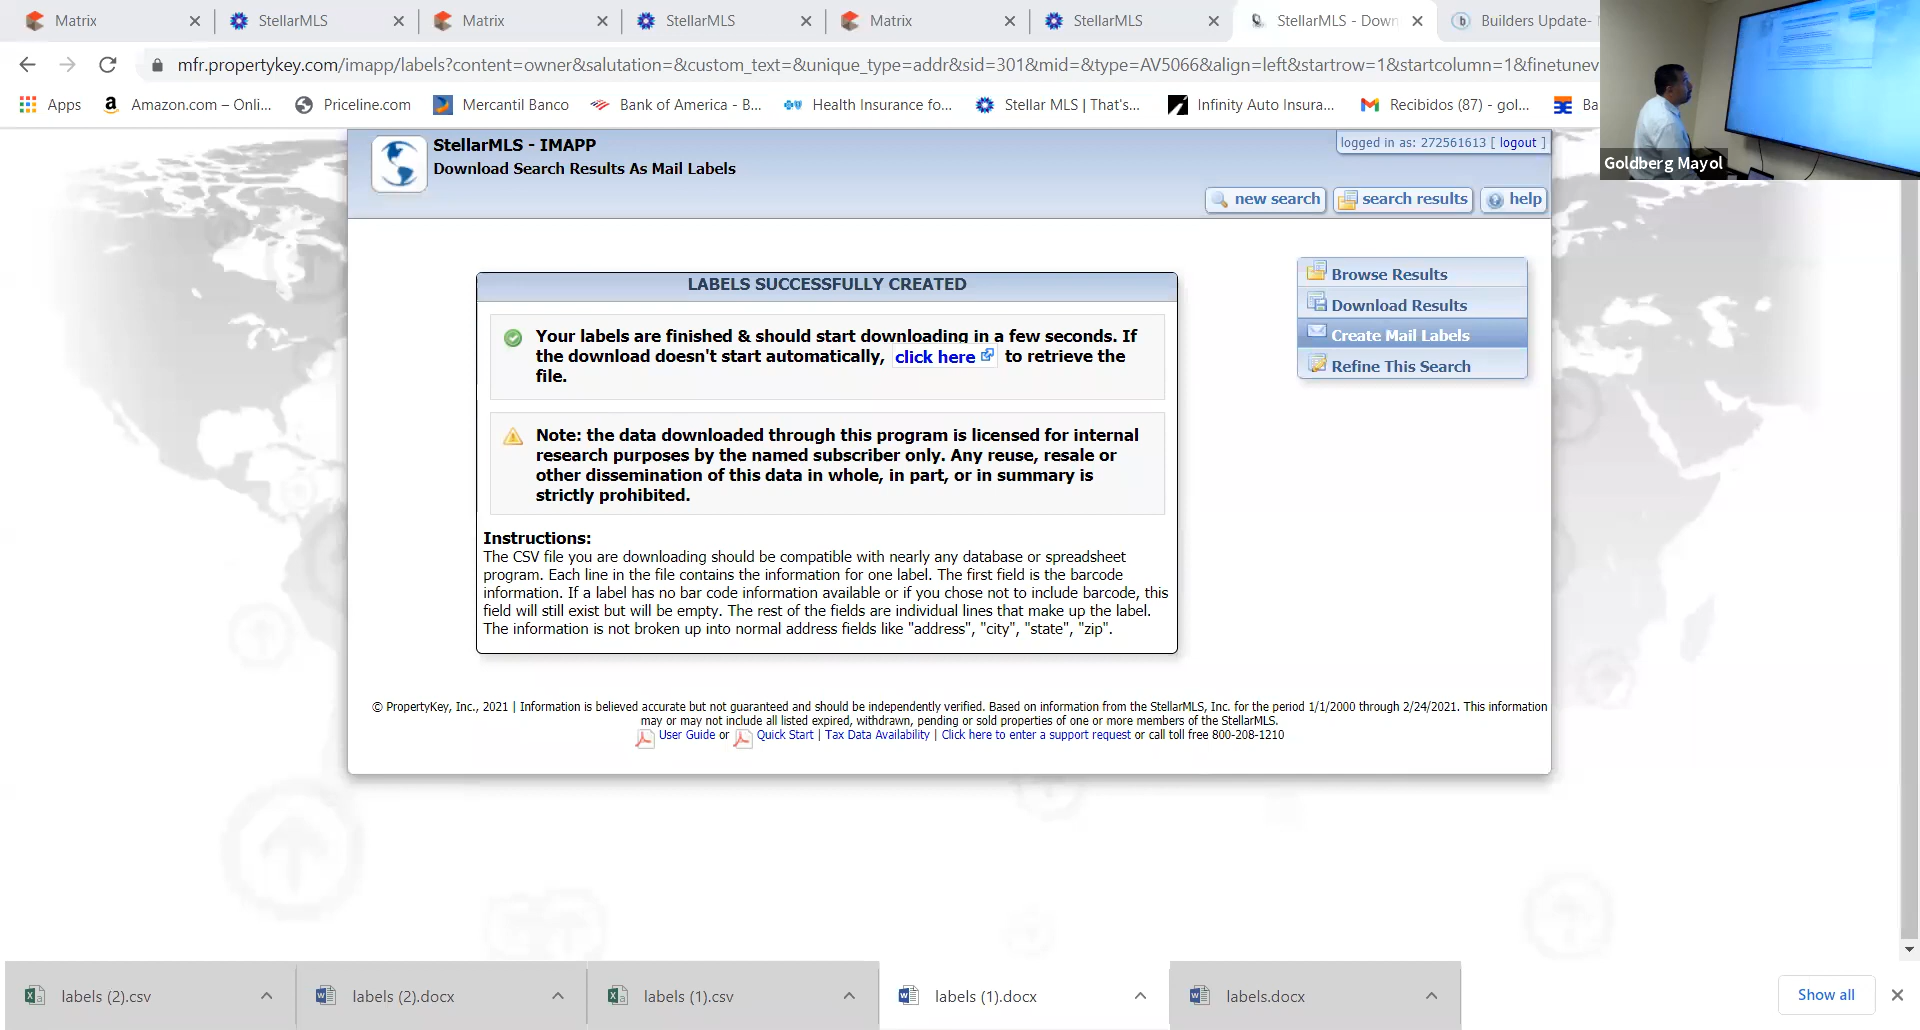 Matrix
StellarMLS
Matrix
StellarMLS
Matrix
StellarMLS
StellarMLS - Down
Builders Update-
mfr.propertykey.com/imapp/labels?content=owner&salutation=&custom_text=&unique_type=addr&sid=301&mid=&type=AV5066&align=left&startrow=1&startcolumn=1&finetunev
Apps
Amazon.com – Onli...
Priceline.com
Mercantil Banco
Bank of America - B...
Health Insurance fo...
Stellar MLS | That's...
Infinity Auto Insura...
Recibidos (87) - gol...
Ba
Goldberg Mayol
StellarMLS - IMAPP
Download Search Results As Mail Labels
logged in as: 272561613 [ logout ]
new search
search results
help
LABELS SUCCESSFULLY CREATED
Your labels are finished & should start downloading in a few seconds. If
the download doesn't start automatically, click here to retrieve the
file.
Note: the data downloaded through this program is licensed for internal
research purposes by the named subscriber only. Any reuse, resale or
other dissemination of this data in whole, in part, or in summary is
strictly prohibited.
Instructions:
The CSV file you are downloading should be compatible with nearly any database or spreadsheet
program. Each line in the file contains the information for one label. The first field is the barcode
information. If a label has no bar code information available or if you chose not to include barcode, this
field will still exist but will be empty. The rest of the fields are individual lines that make up the label.
The information is not broken up into normal address fields like "address", "city", "state", "zip".
Browse Results
Download Results
Create Mail Labels
Refine This Search
© PropertyKey, Inc., 2021 | Information is believed accurate but not guaranteed and should be independently verified. Based on information from the StellarMLS, Inc. for the period 1/1/2000 through 2/24/2021. This information
may or may not include all listed expired, withdrawn, pending or sold properties of one or more members of the StellarMLS.
User Guide or Quick Start | Tax Data Availability | Click here to enter a support request or call toll free 800-208-1210
labels (2).csv
labels (2).docx
labels (1).csv
labels (1).docx
labels.docx
Show all